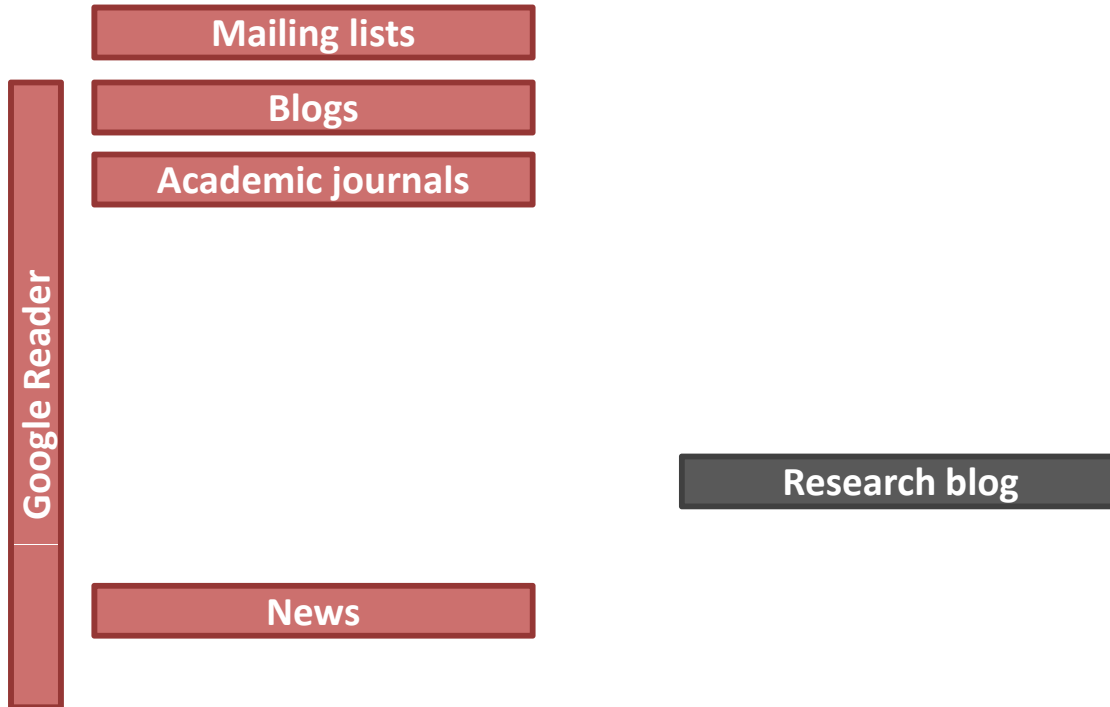 Mailing lists
Blogs
Academic journals
Google Reader
Research blog
News